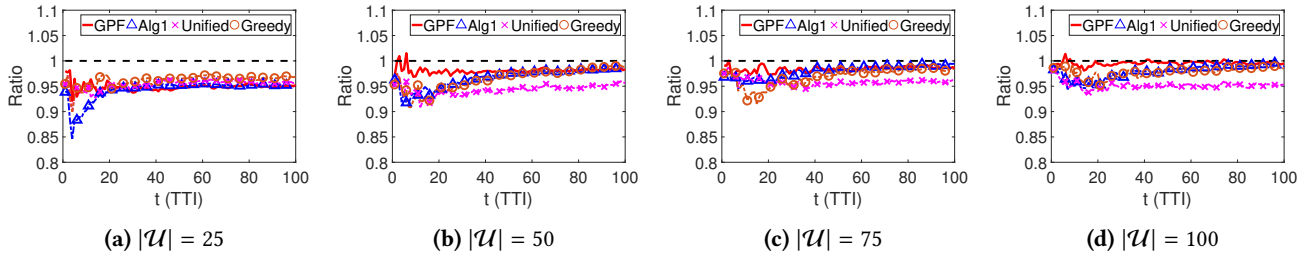 1.1
1.05
1
0.95
0.9
0.85
0.8
Ratio
GPF Alg1 Unified Greedy
0 20 40 60 80 100
t (TTI)
(a) |𝒰| = 25
1.1
1.05
1
0.95
0.9
0.85
0.8
Ratio
GPF Alg1 Unified Greedy
0 20 40 60 80 100
t (TTI)
(b) |𝒰| = 50
1.1
1.05
1
0.95
0.9
0.85
0.8
Ratio
GPF Alg1 Unified Greedy
0 20 40 60 80 100
t (TTI)
(c) |𝒰| = 75
1.1
1.05
1
0.95
0.9
0.85
0.8
Ratio
GPF Alg1 Unified Greedy
0 20 40 60 80 100
t (TTI)
(d) |𝒰| = 100